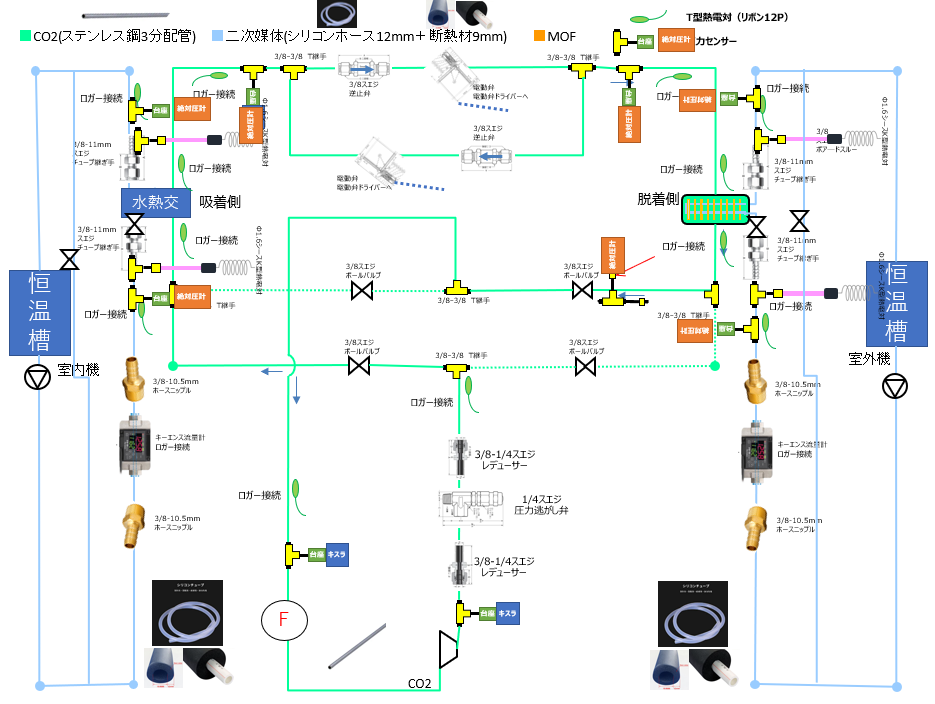 T型熱電対（リボン12P）
CO2(ステンレス鋼3分配管)
二次媒体(シリコンホース12mm＋断熱材9mm)
MOF
台座
絶対圧計
力センサー
3/8-3/8 T継手
3/8-3/8 T継手
ロガー接続
ロガー接続
3/8スエジ
逆止弁
電動弁
電動弁ドライバーへ
ロガー接続
ロガー接続
台座
絶対圧計
台座
絶対圧計
台座
絶対圧計
絶対圧計
台座
Φ1.6シースK型熱電対
3/8スエジ
逆止弁
Φ1.6シースK型熱電対
3/8-11mm
スエジ
チューブ継ぎ手
ロガー接続
電動弁
電動弁ドライバーへ
ロガー接続
3/8-11mm
スエジ
チューブ継ぎ手
水熱交
吸着側
脱着側
3/8-11mm
スエジ
チューブ継ぎ手
ロガー接続
Φ1.6シースK型熱電対
絶対圧計
ロガー接続
3/8-11mm
スエジ
チューブ継ぎ手
Φ1.6シースK型熱電対
恒温槽
3/8スエジ
ボールバルブ
3/8スエジ
ボールバルブ
恒温槽
台座
絶対圧計
T継手
3/8-3/8 T継手
ロガー接続
ロガー接続
3/8-3/8 T継手
絶対圧計
台座
室内機
3/8スエジ
ボールバルブ
3/8-3/8 T継手
3/8スエジ
ボールバルブ
室外機
3/8-10.5mm
ホースニップル
ロガー接続
3/8-10.5mm
ホースニップル
キーエンス流量計
ロガー接続
3/8-1/4スエジ
レデューサー
キーエンス流量計
ロガー接続
ロガー接続
1/4スエジ
圧力逃がし弁
3/8-10.5mm
ホースニップル
3/8-10.5mm
ホースニップル
台座
キスラ
3/8-1/4スエジ
レデューサー
シリコンチューブ
F
台座
キスラ
シリコンチューブ
CO2